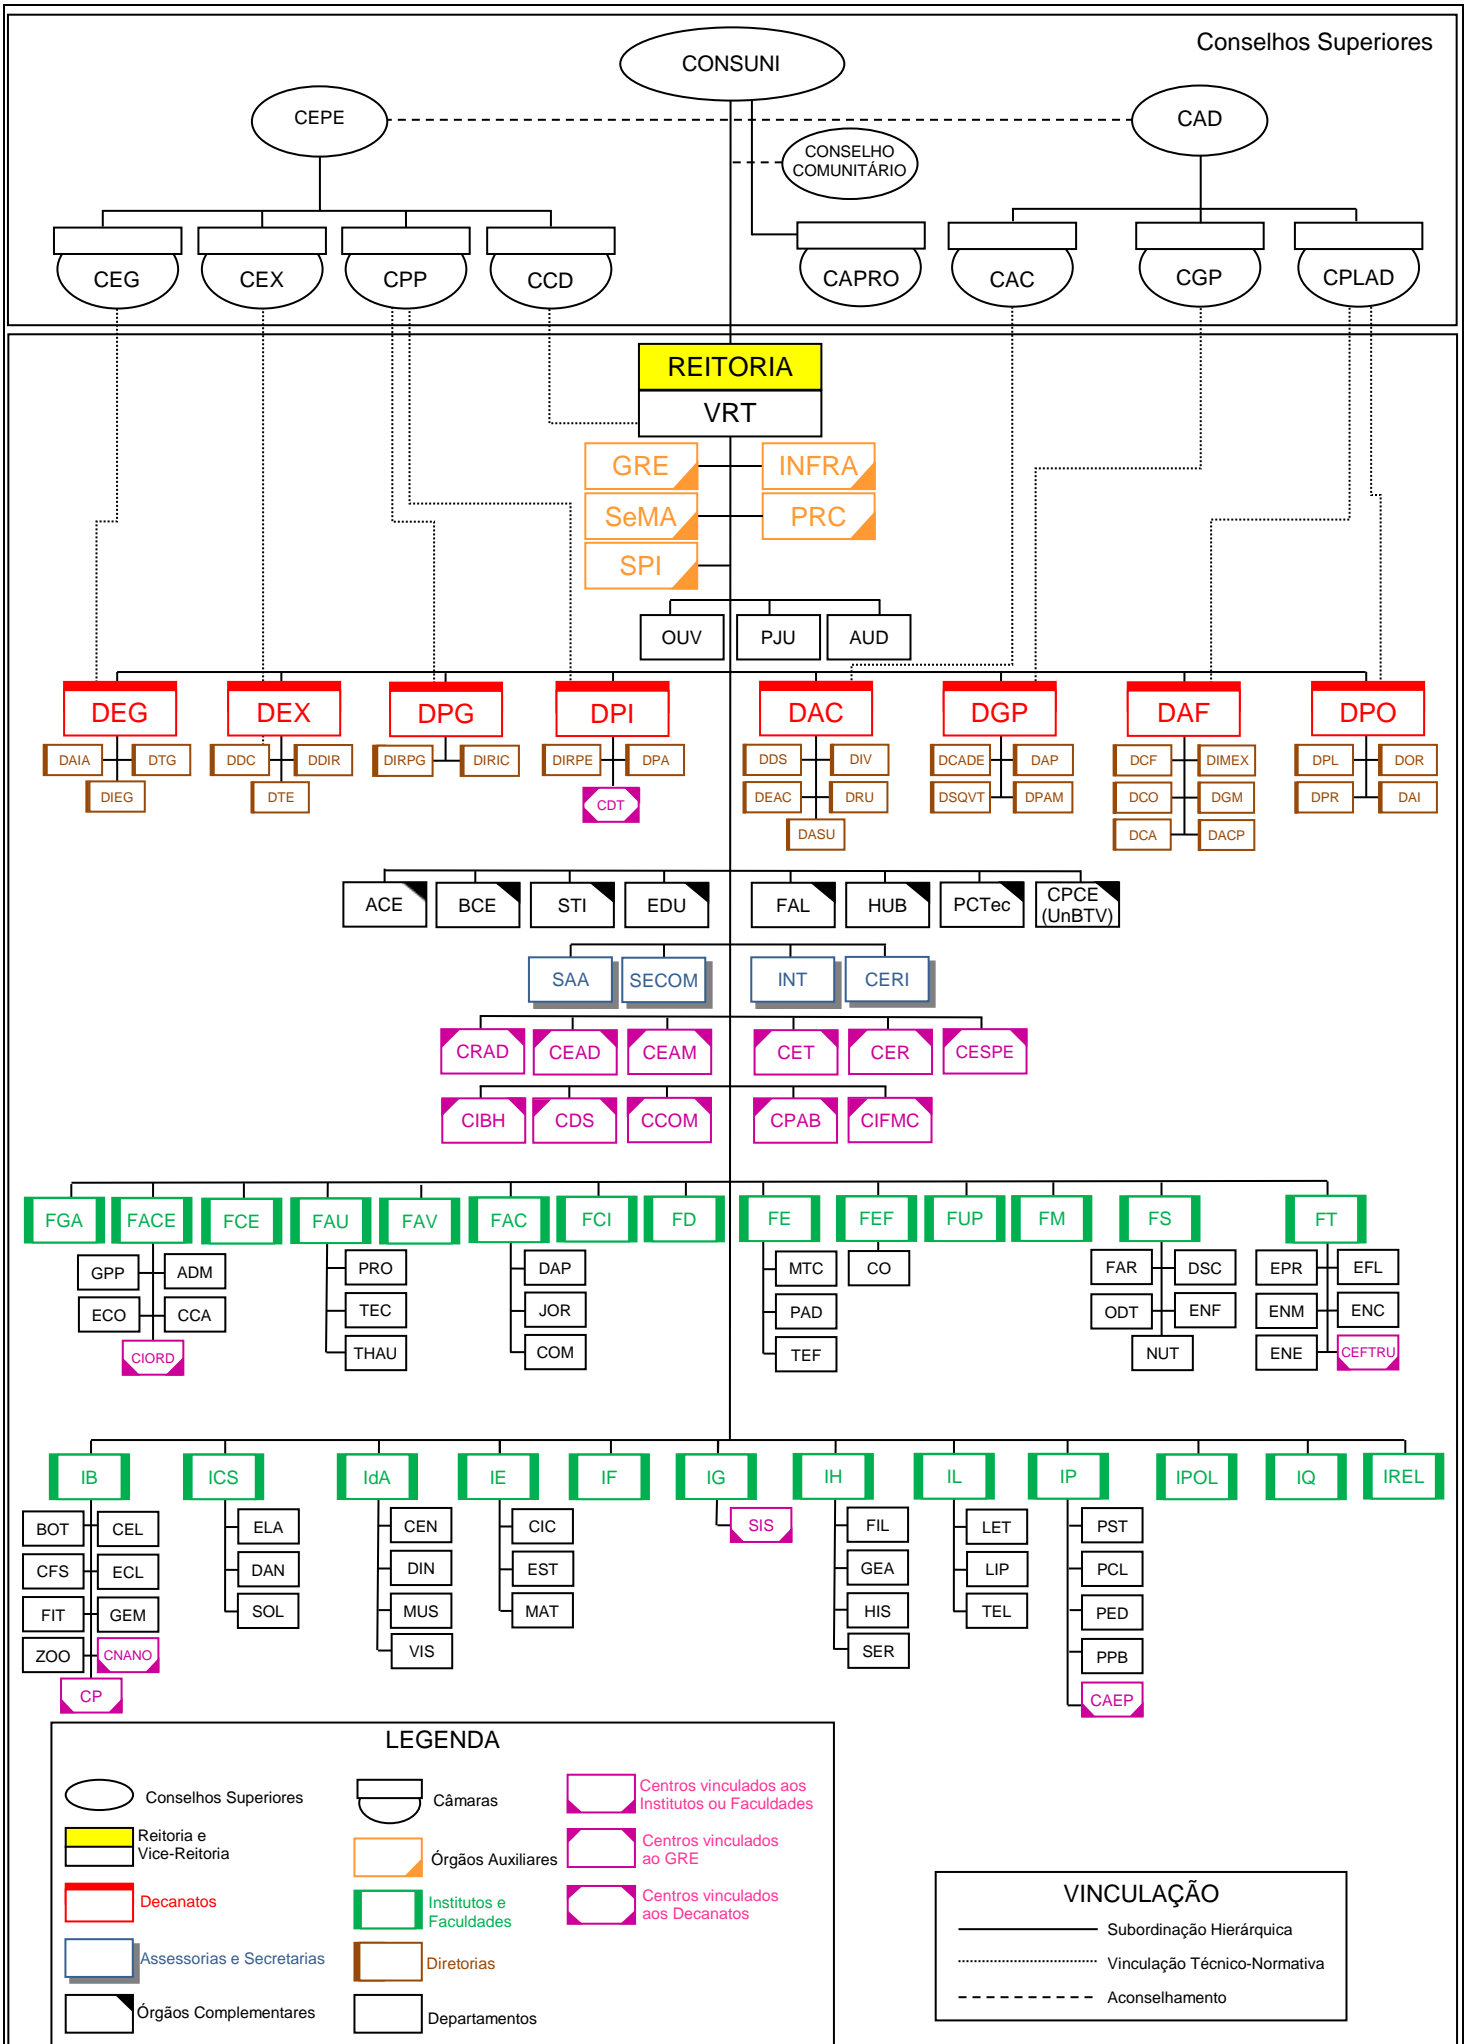 Conselhos Superiores
CONSUNI
CEPE
CAD
CONSELHO
COMUNITÁRIO
CEG
CEX
CPP
CCD
CAPRO
CAC
CGP
CPLAD
REITORIA
VRT
GRE
INFRA
SeMA
PRC
SPI
OUV
PJU
AUD
DEG
DEX
DPG
DPI
DAC
DGP
DAF
DPO
DAIA
DTG
DDC
DDIR
DIRPG
DIRIC
DIRPE
DPA
DDS
DIV
DCADE
DAP
DCF
DIMEX
DPL
DOR
DIEG
DTE
CDT
DEAC
DRU
DSQVT
DPAM
DCO
DGM
DPR
DAI
DASU
DCA
DACP
ACE
BCE
STI
EDU
FAL
HUB
PCTec
CPCE
(UnBTV)
SAA
SECOM
INT
CERI
CRAD
CEAD
CEAM
CET
CER
CESPE
CIBH
CDS
CCOM
CPAB
CIFMC
FGA
FACE
FCE
FAU
FAV
FAC
FCI
FD
FE
FEF
FUP
FM
FS
FT
GPP
ADM
PRO
DAP
MTC
CO
FAR
DSC
EPR
EFL
ECO
CCA
TEC
JOR
PAD
ODT
ENF
ENM
ENC
CIORD
THAU
COM
TEF
NUT
ENE
CEFTRU
IB
ICS
IdA
IE
IF
IG
IH
IL
IP
IPOL
IQ
IREL
BOT
CEL
ELA
CEN
CIC
SIS
FIL
LET
PST
CFS
ECL
DAN
DIN
EST
GEA
LIP
PCL
FIT
GEM
SOL
MUS
MAT
HIS
TEL
PED
ZOO
CNANO
VIS
SER
PPB
CP
CAEP
LEGENDA
Conselhos Superiores
Câmaras
Centros vinculados aos
Institutos ou Faculdades
Reitoria e
Vice-Reitoria
Órgãos Auxiliares
Centros vinculados
ao GRE
Decanatos
Institutos e
Faculdades
Centros vinculados
aos Decanatos
Assessorias e Secretarias
Diretorias
Órgãos Complementares
Departamentos
VINCULAÇÃO
Subordinação Hierárquica
Vinculação Técnico-Normativa
Aconselhamento